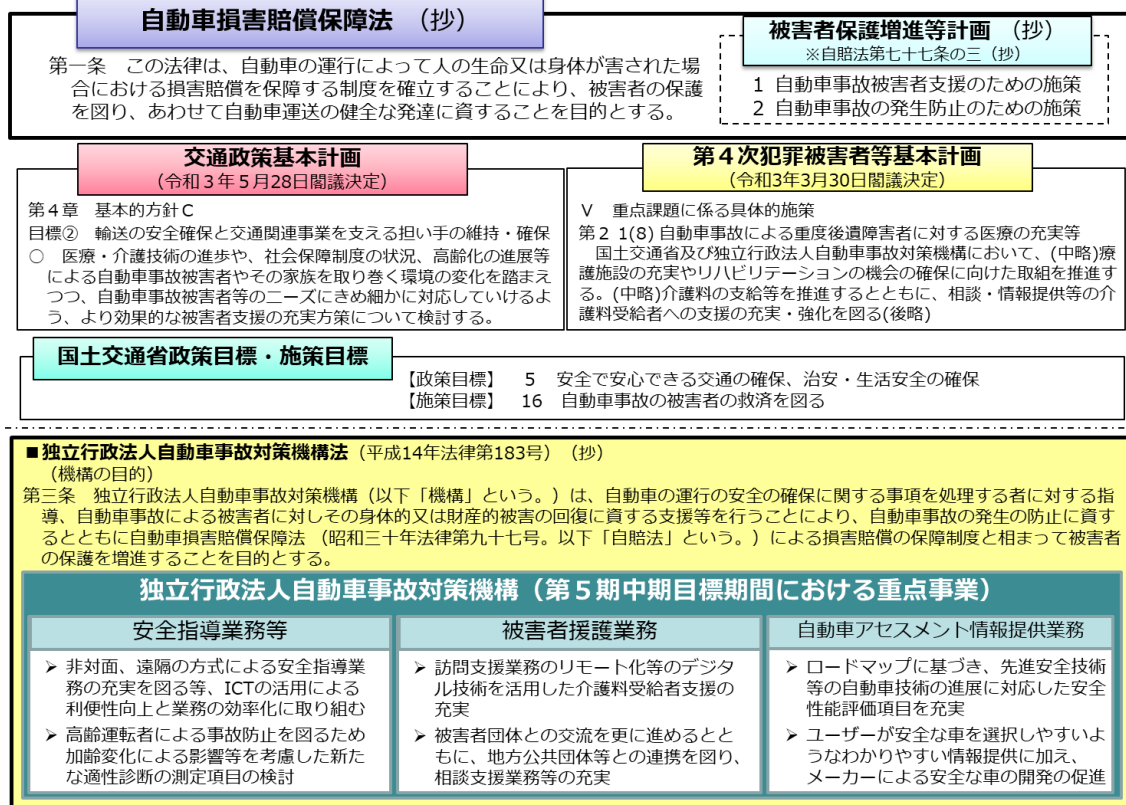 自動車損害賠償保障法　（抄）
第一条　この法律は、自動車の運行によって人の生命又は身体が害された場
合における損害賠償を保障する制度を確立することにより、被害者の保護
を図り、あわせて自動車運送の健全な発達に資することを目的とする。
被害者保護増進等計画　（抄）
※自賠法第七十七条の三（抄）
1 自動車事故被害者支援のための施策
2 自動車事故の発生防止のための施策
交通政策基本計画
（令和３年５月28日閣議決定）
第４章　基本的方針Ｃ
目標②　輸送の安全確保と交通関連事業を支える担い手の維持・確保
○　医療・介護技術の進歩や、社会保障制度の状況、高齢化の進展等
による自動車事故被害者やその家族を取り巻く環境の変化を踏まえ
つつ、自動車事故被害者等のニーズにきめ細かに対応していけるよ
う、より効果的な被害者支援の充実方策について検討する。
第４次犯罪被害者等基本計画
（令和3年3月30日閣議決定）
Ⅴ　重点課題に係る具体的施策
第２ 1(8) 自動車事故による重度後遺障害者に対する医療の充実等
国土交通省及び独立行政法人自動車事故対策機構において、(中略)療
護施設の充実やリハビリテーションの機会の確保に向けた取組を推進す
る。(中略)介護料の支給等を推進するとともに、相談・情報提供等の介
護料受給者への支援の充実・強化を図る(後略)
国土交通省政策目標・施策目標
【政策目標】　5　安全で安心できる交通の確保、治安・生活安全の確保
【施策目標】　16　自動車事故の被害者の救済を図る
■独立行政法人自動車事故対策機構法（平成14年法律第183号）（抄）
（機構の目的）
第三条　独立行政法人自動車事故対策機構（以下「機構」という。）は、自動車の運行の安全の確保に関する事項を処理する者に対する指
導、自動車事故による被害者に対しその身体的又は財産的被害の回復に資する支援等を行うことにより、自動車事故の発生の防止に資す
るとともに自動車損害賠償保障法　（昭和三十年法律第九十七号。以下「自賠法」という。）による損害賠償の保障制度と相まって被害者
の保護を増進することを目的とする。
独立行政法人自動車事故対策機構（第５期中期目標期間における重点事業）
安全指導業務等
➢ 非対面、遠隔の方式による安全指導業
務の充実を図る等、ICTの活用による
利便性向上と業務の効率化に取り組む
➢ 高齢運転者による事故防止を図るため
加齢変化による影響等を考慮した新た
な適性診断の測定項目の検討
被害者援護業務
➢ 訪問支援業務のリモート化等のデジタ
ル技術を活用した介護料受給者支援の
充実
➢ 被害者団体との交流を更に進めるとと
もに、地方公共団体等との連携を図り、
相談支援業務等の充実
自動車アセスメント情報提供業務
➢ ロードマップに基づき、先進安全技術
等の自動車技術の進展に対応した安全
性能評価項目を充実
➢ ユーザーが安全な車を選択しやすいよ
うなわかりやすい情報提供に加え、
メーカーによる安全な車の開発の促進